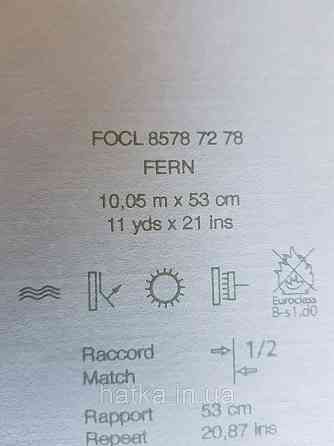 FOCL 8578 72 78
FERN
10,05 m x 53 cm
11 yds x 21 ins
Euroclass
B-s1,d0
Raccord
Match
1/2
hatka.in.ua
Rapport 53 cm
Repeat 20,87 ins